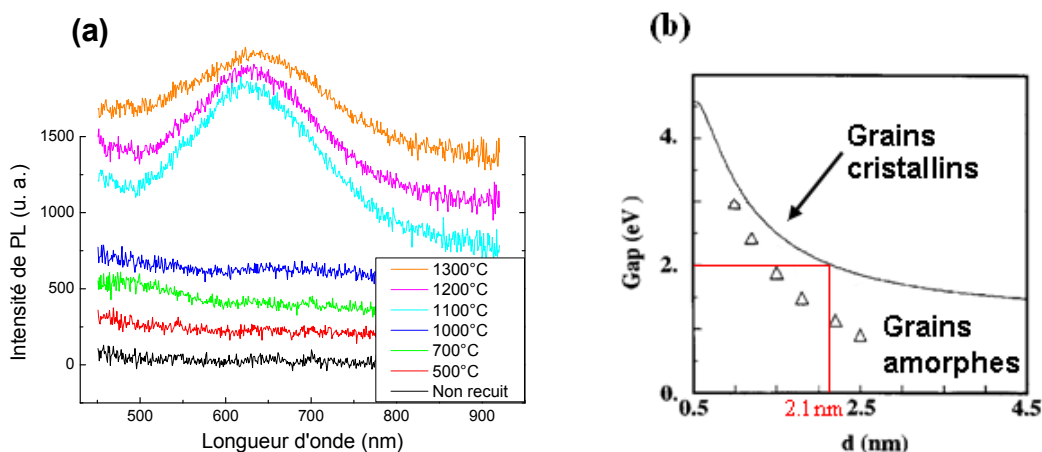 (a)
Intensité de PL (u. a.)
1500
1000
500
0
1300°C
1200°C
1100°C
1000°C
700°C
500°C
Non recuit
500
600
700
800
900
Longueur d'onde (nm)
(b)
Gap (eV)
4.
2.
0.
Grains
cristallins
Grains
amorphes
0.5
2.1 nm
2.5
4.5
d (nm)